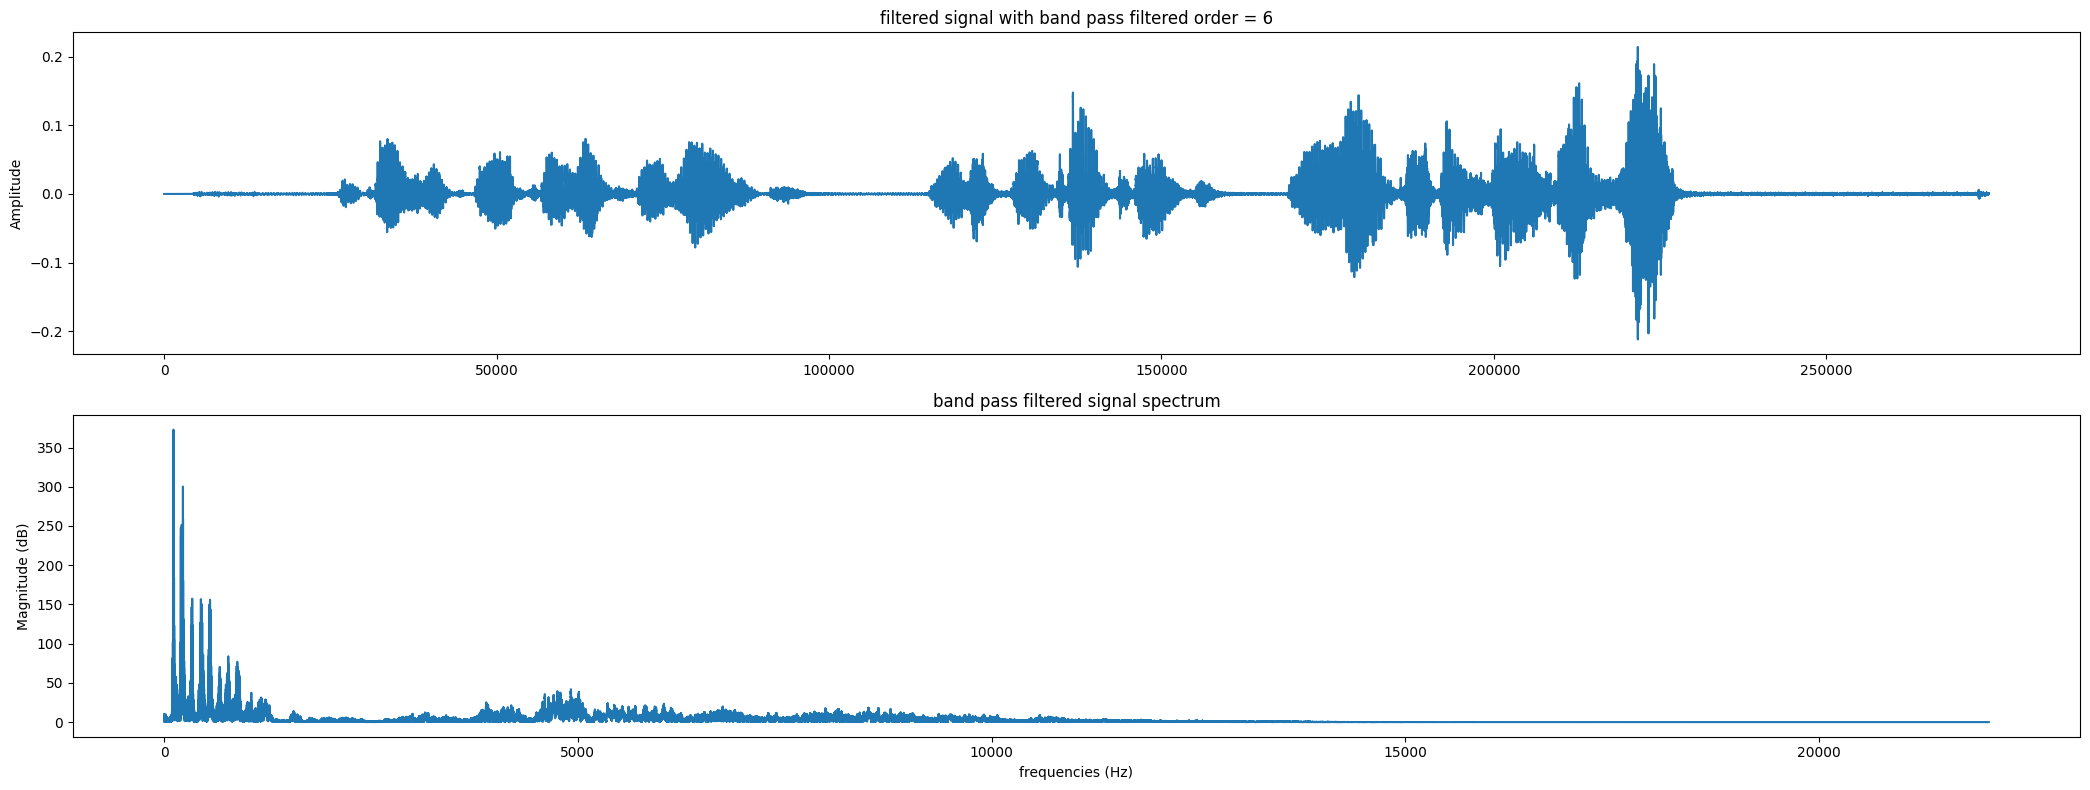 filtered signal with band pass filtered order = 6
Amplitude
0.2
0.1
0.0
−0.1
−0.2
0 50000 100000 150000 200000 250000
band pass filtered signal spectrum
Magnitude (dB)
350
300
250
200
150
100
50
0
0 5000 10000 15000 20000
frequencies (Hz)